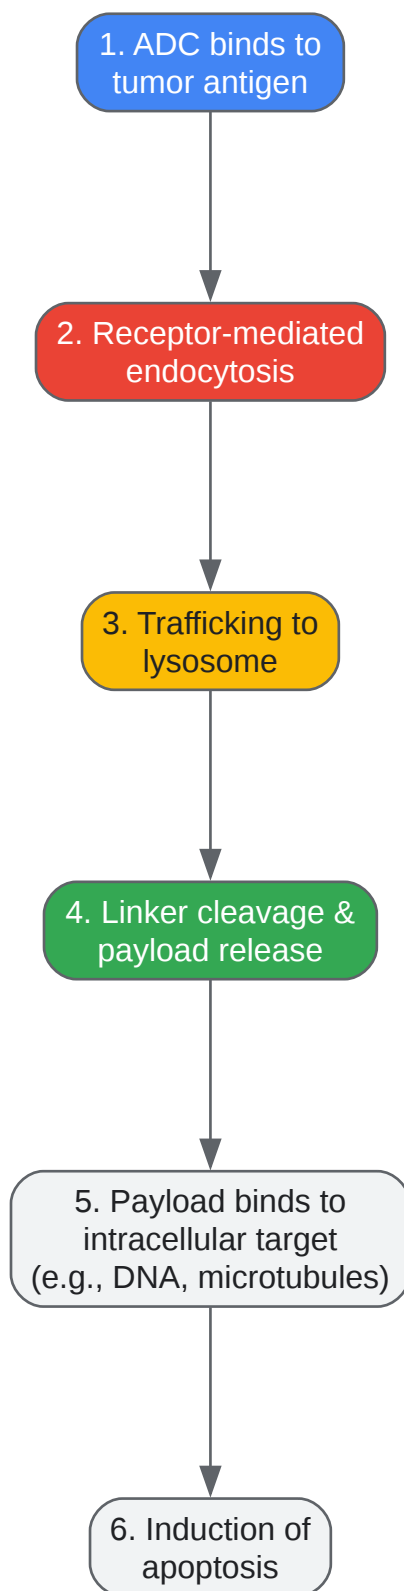 1. ADC binds to
tumor antigen
2. Receptor-mediated
endocytosis
3. Trafficking to
lysosome
4. Linker cleavage &
payload release
5. Payload binds to
intracellular target
(e.g., DNA, microtubules)
6. Induction of
apoptosis